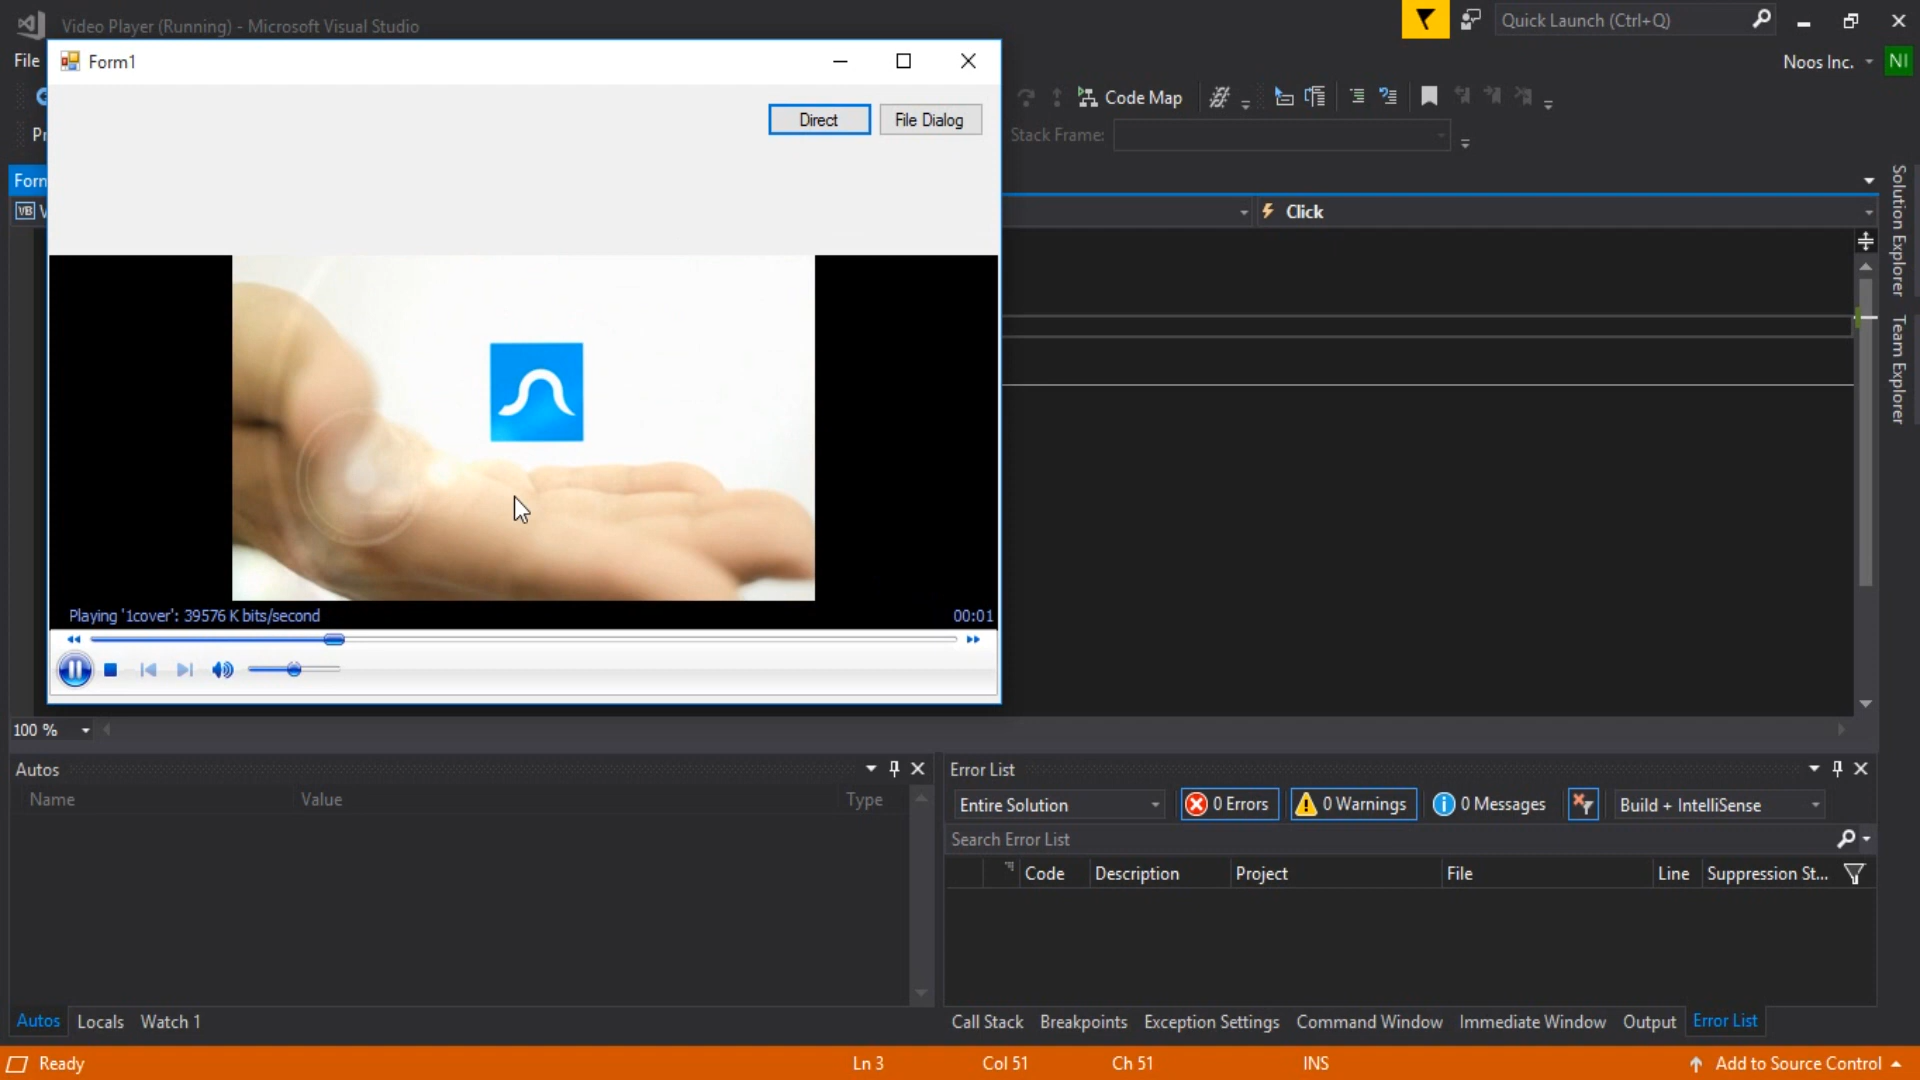 Video Player (Running) - Microsoft Visual Studio
Quick Launch (Ctrl+Q)
File
Form1
Noos Inc.
NI
Direct
File Dialog
Code Map
Pr
Stack Frame:
Form
VB V
Click
Solution Explorer
Team Explorer
Playing '1cover': 39576 K bits/second
00:01
100 %
Autos
Name
Value
Type
Error List
Entire Solution
0 Errors
0 Warnings
0 Messages
Build + IntelliSense
Search Error List
Code
Description
Project
File
Line
Suppression St...
Autos
Locals
Watch 1
Call Stack
Breakpoints
Exception Settings
Command Window
Immediate Window
Output
Error List
Ready
Ln 3
Col 51
Ch 51
INS
Add to Source Control